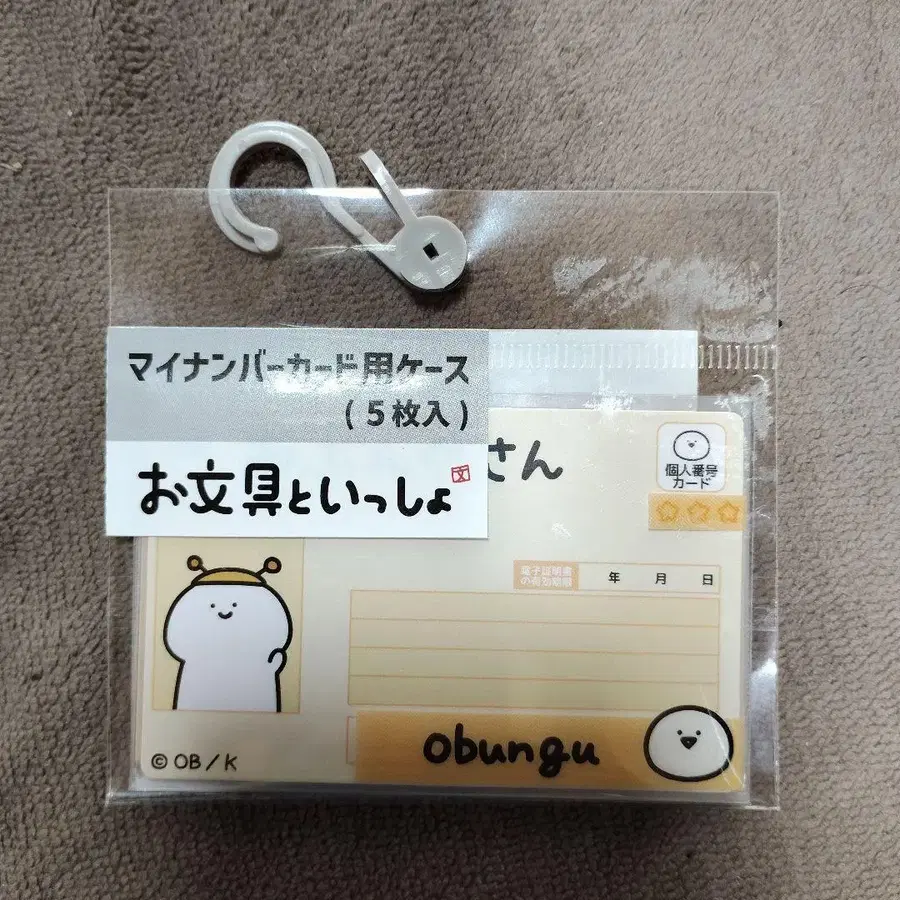 マイナンバーカード用ケース
(5枚入)
お文具といっしょ
文
さん
個人番号
カード
電子証明書
の有効期限
年 月 日
obungu
© OB/K